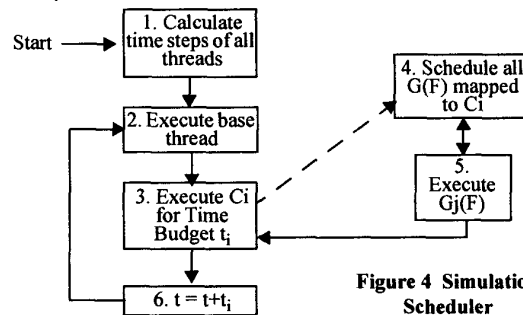 Start
1. Calculate
time steps of all
threads
2. Execute base
thread
3. Execute Ci
for Time
Budget ti
6. t = t+ti
4. Schedule all
G(F) mapped
to Ci
5.
Execute
Gj(F)
Figure 4 Simulatio
Scheduler